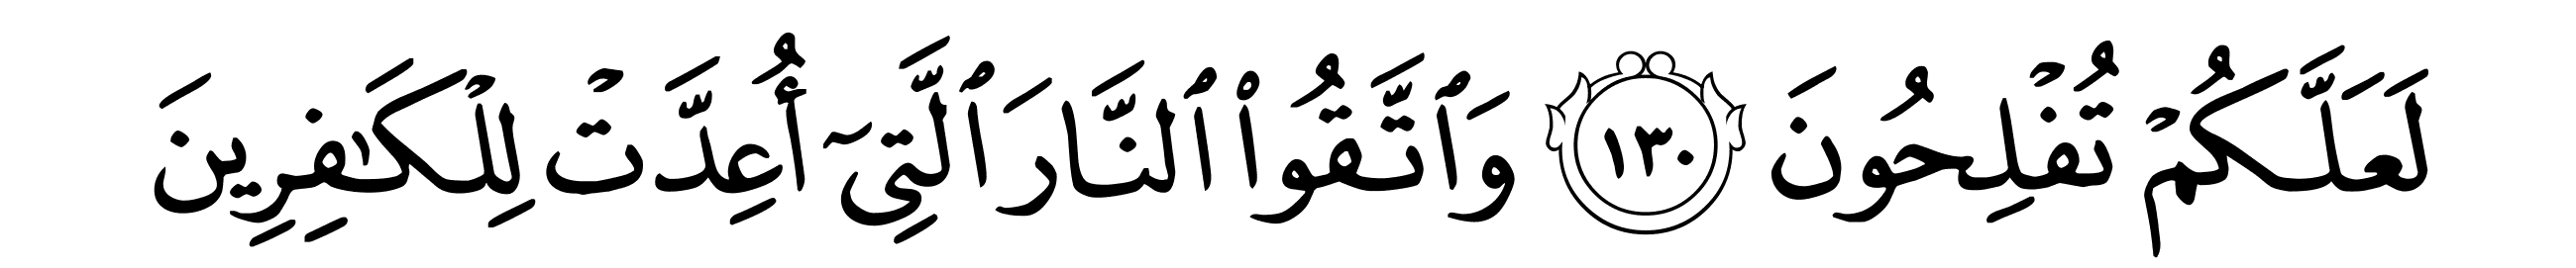 لَعَلَّكُمْ تُفْلِحُونَ ١٣٠ وَٱتَّقُوا۟ ٱلنَّارَ ٱلَّتِىٓ أُعِدَّتْ لِلْكَـٰفِرِينَ